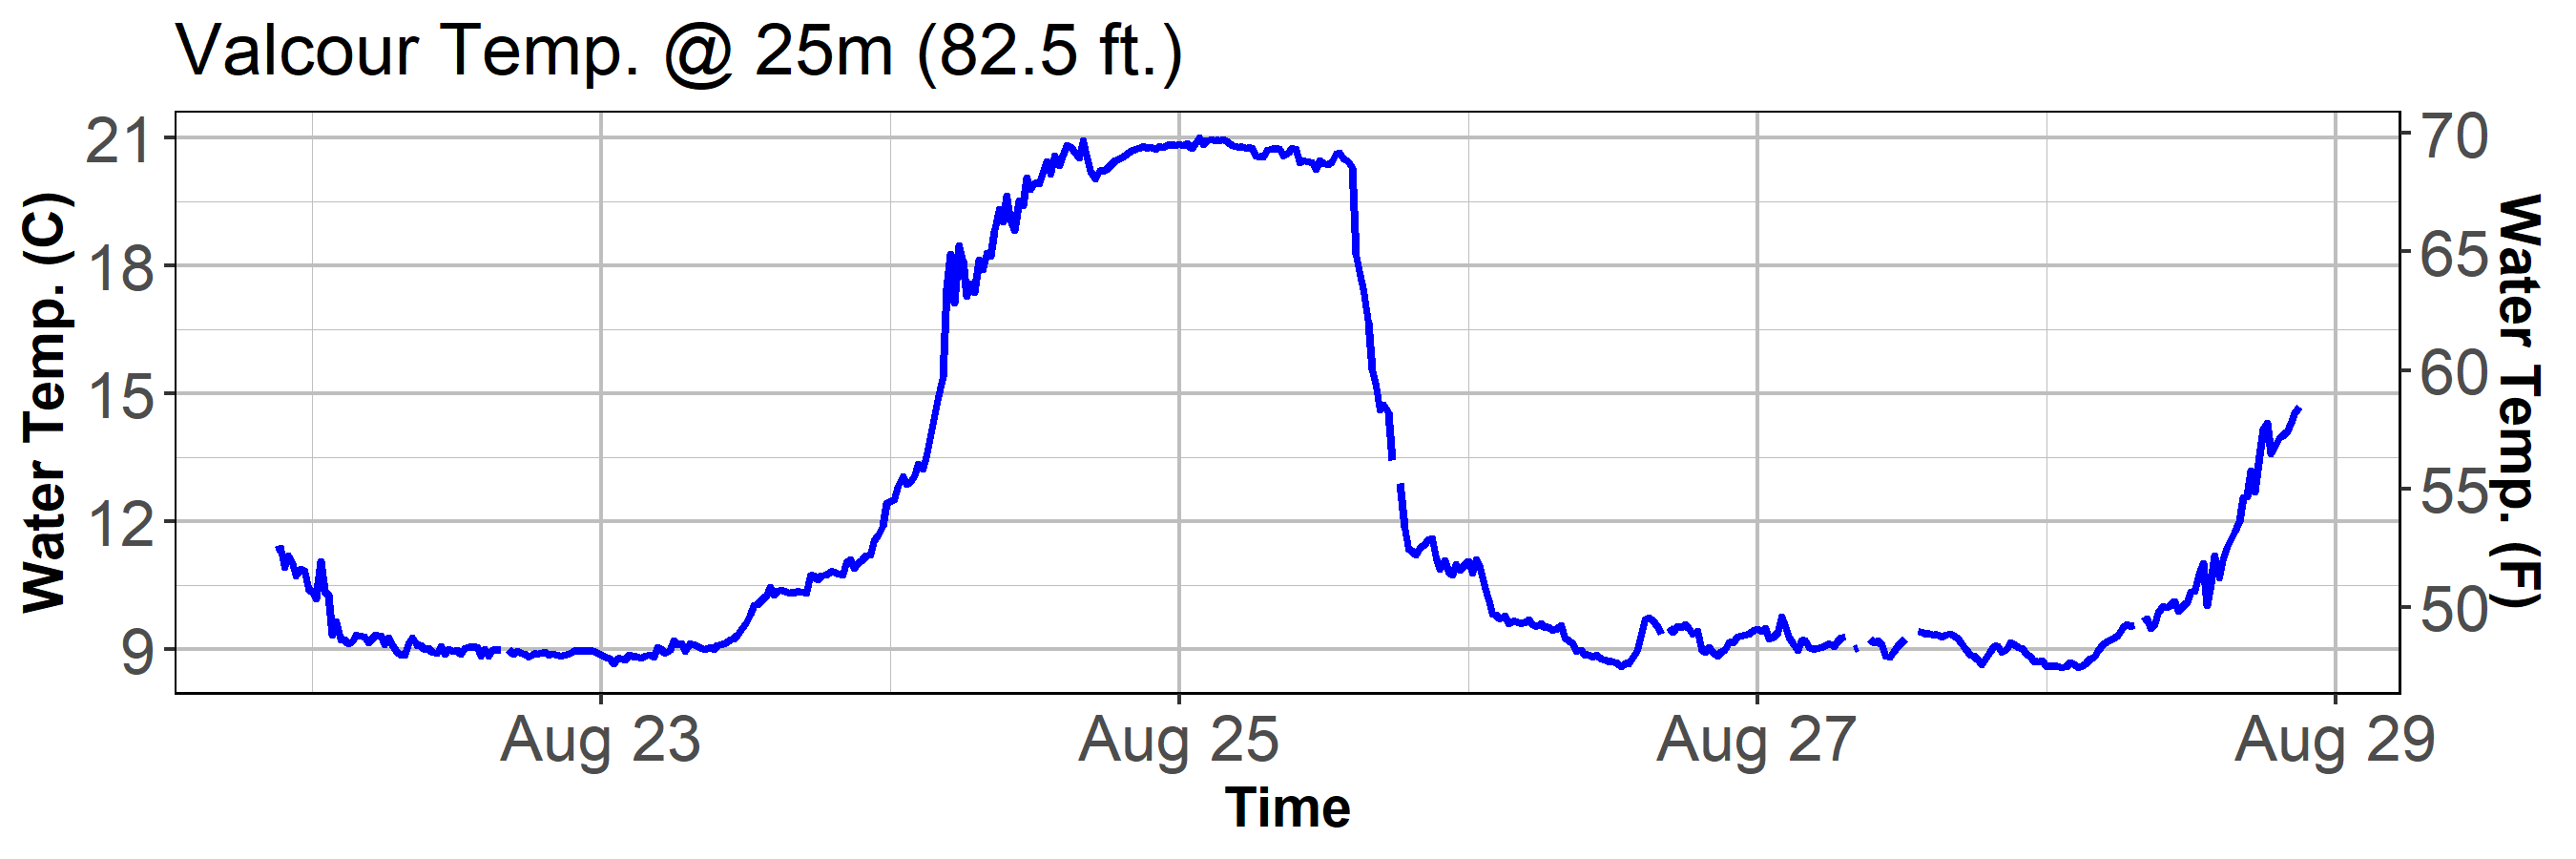 Valcour Temp. @ 25m (82.5 ft.)
Water Temp. (C)
21
18
15
12
9
70
65
60
55
50
Water Temp. (F)
Aug 23 Aug 25 Aug 27 Aug 29
Time